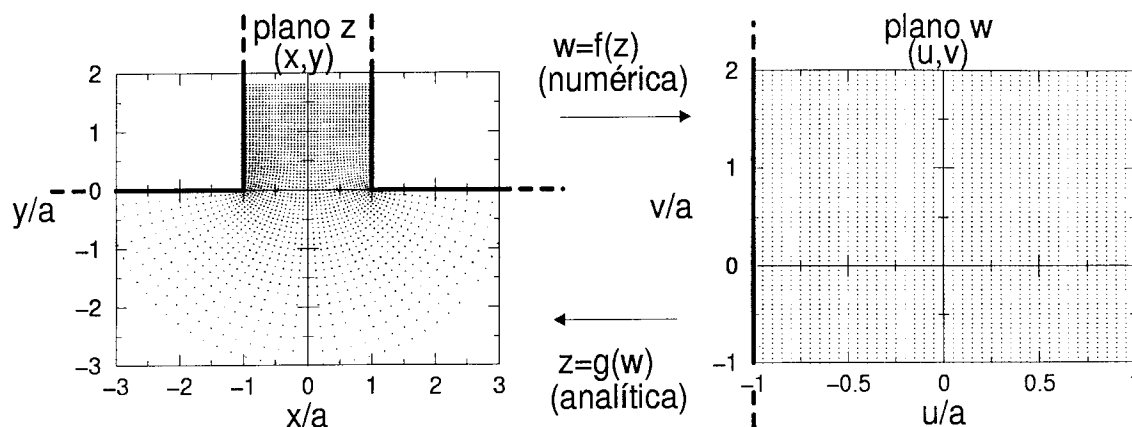 plano z
(x,y)
2
1
0
y/a
−1
−2
−3
−3
−2
−1
0
1
2
3
x/a
w=f(z)
(numérica)
z=g(w)
(analítica)
plano w
(u,v)
2
1
v/a
0
−1
−1
−0.5
0
0.5
1
u/a